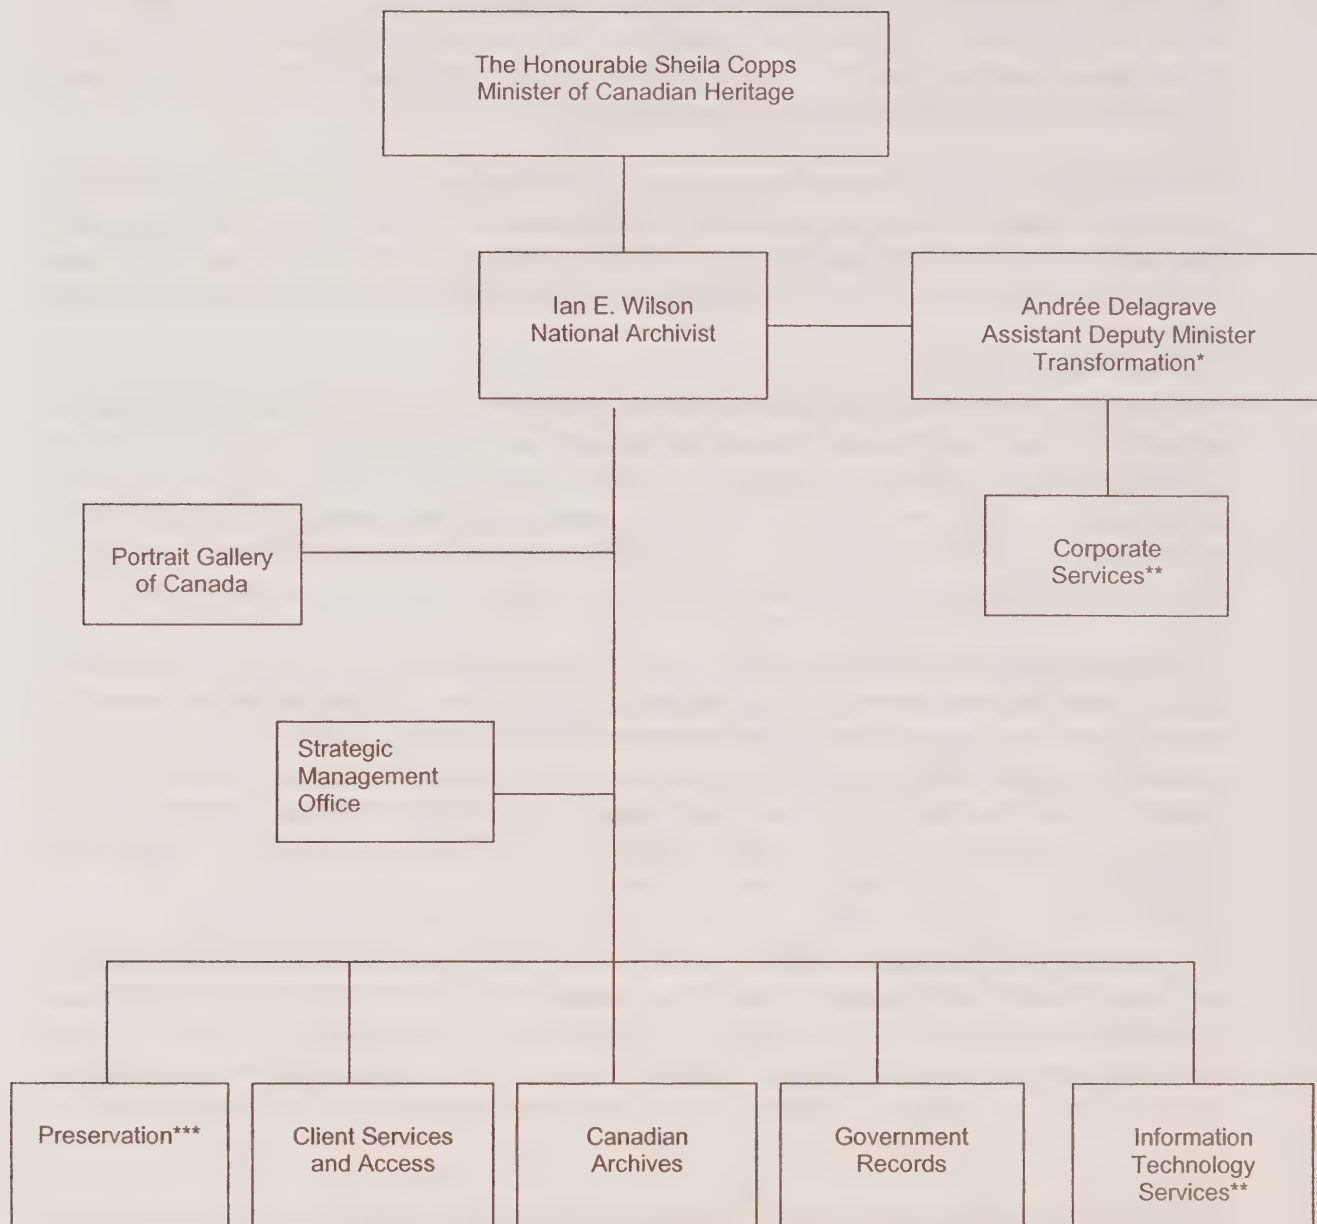 The Honourable Sheila Copps
Minister of Canadian Heritage
Ian E. Wilson
National Archivist
Andrée Delagrave
Assistant Deputy Minister
Transformation*
Portrait Gallery
of Canada
Corporate
Services**
Strategic
Management
Office
Preservation***
Client Services
and Access
Canadian
Archives
Government
Records
Information
Technology
Services**